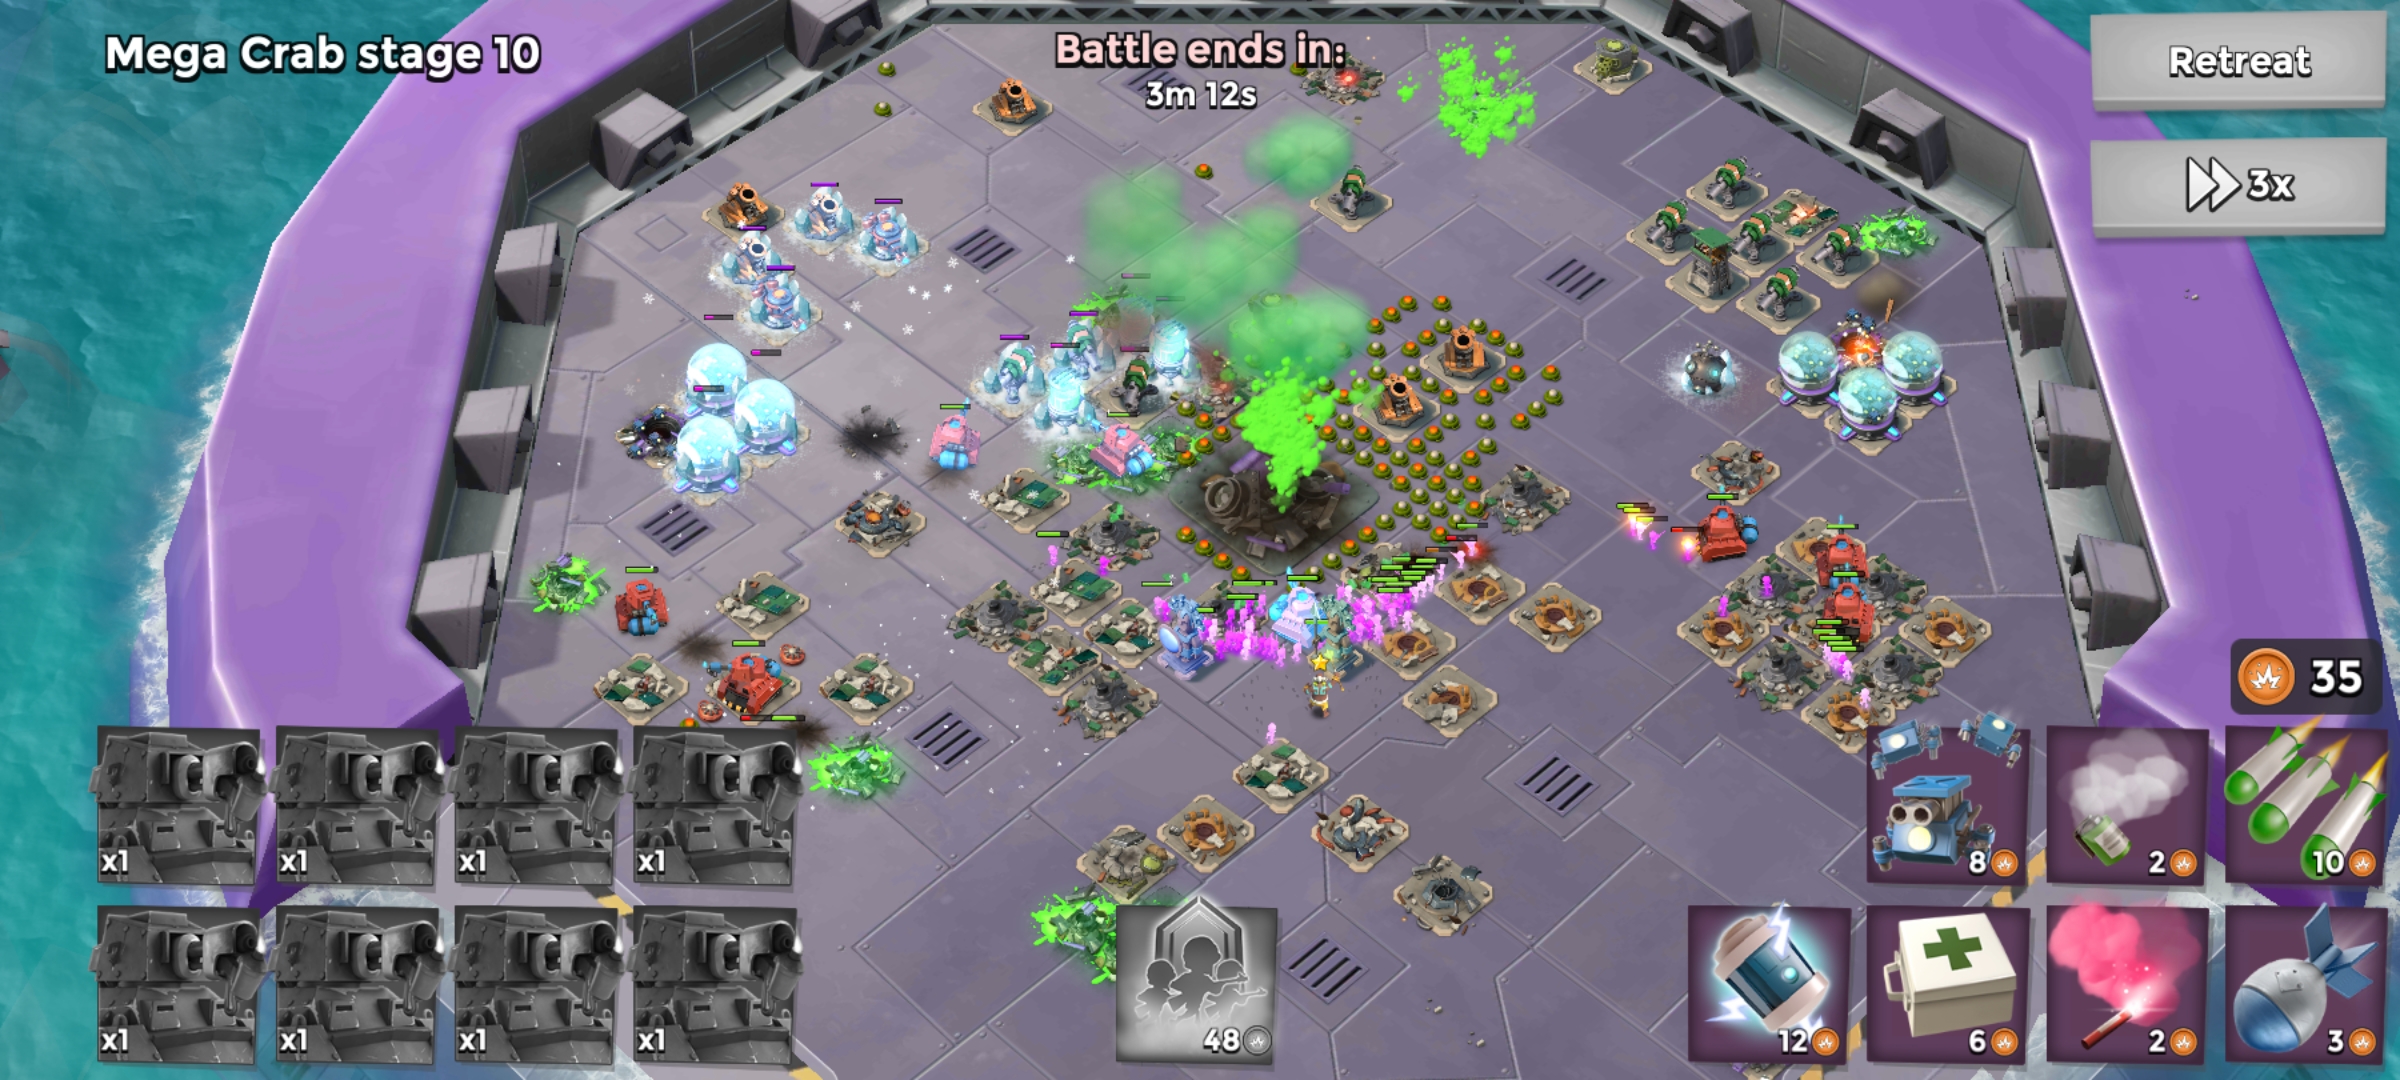 Mega Crab stage 10
Battle ends in:
3m 12s
Retreat
3x
35
x1
x1
x1
x1
8
2
10
x1
x1
x1
x1
48
12
6
2
3